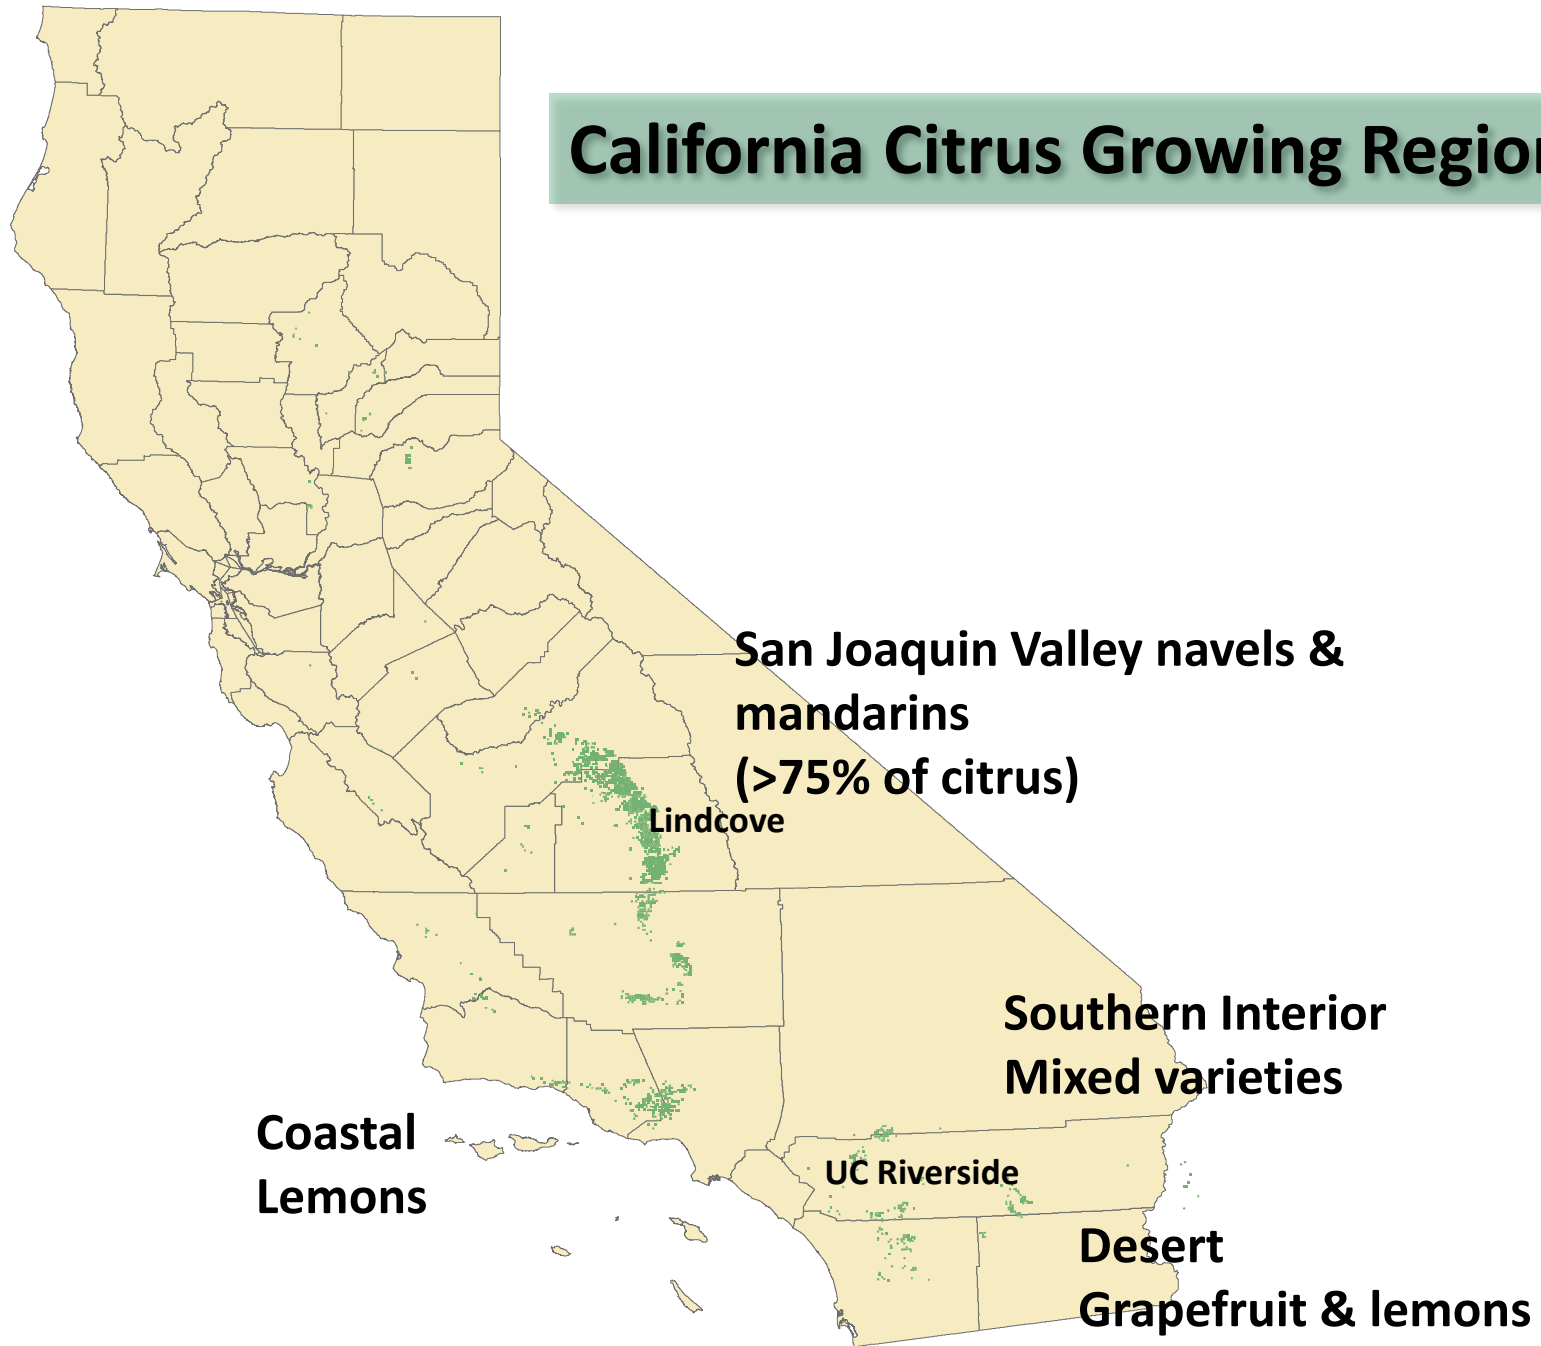 California Citrus Growing Region
San Joaquin Valley navels &
mandarins
(>75% of citrus)
Lindcove
Southern Interior
Mixed varieties
Coastal
Lemons
UC Riverside
Desert
Grapefruit & lemons